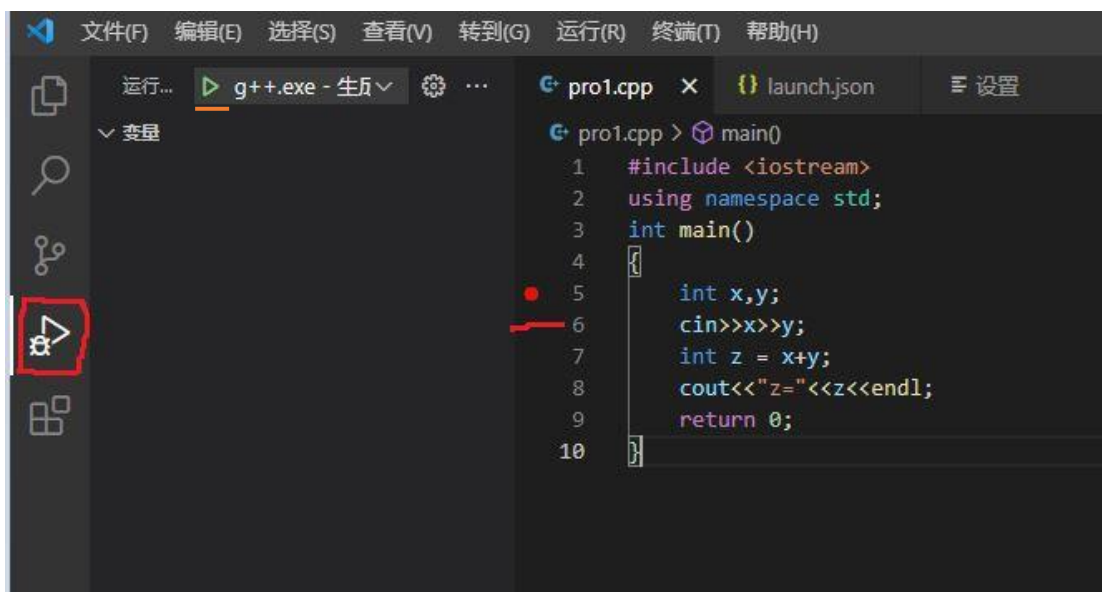 文件(F) 编辑(E) 选择(S) 查看(V) 转到(G) 运行(R) 终端(T) 帮助(H)
运行... g++.exe - 生成 ···
变量
pro1.cpp × {} launch.json 设置
pro1.cpp > main()
1 #include <iostream>
2 using namespace std;
3 int main()
4 {
5 int x,y;
6 cin>>x>>y;
7 int z = x+y;
8 cout<<"z="<<z<<endl;
9 return 0;
10 }